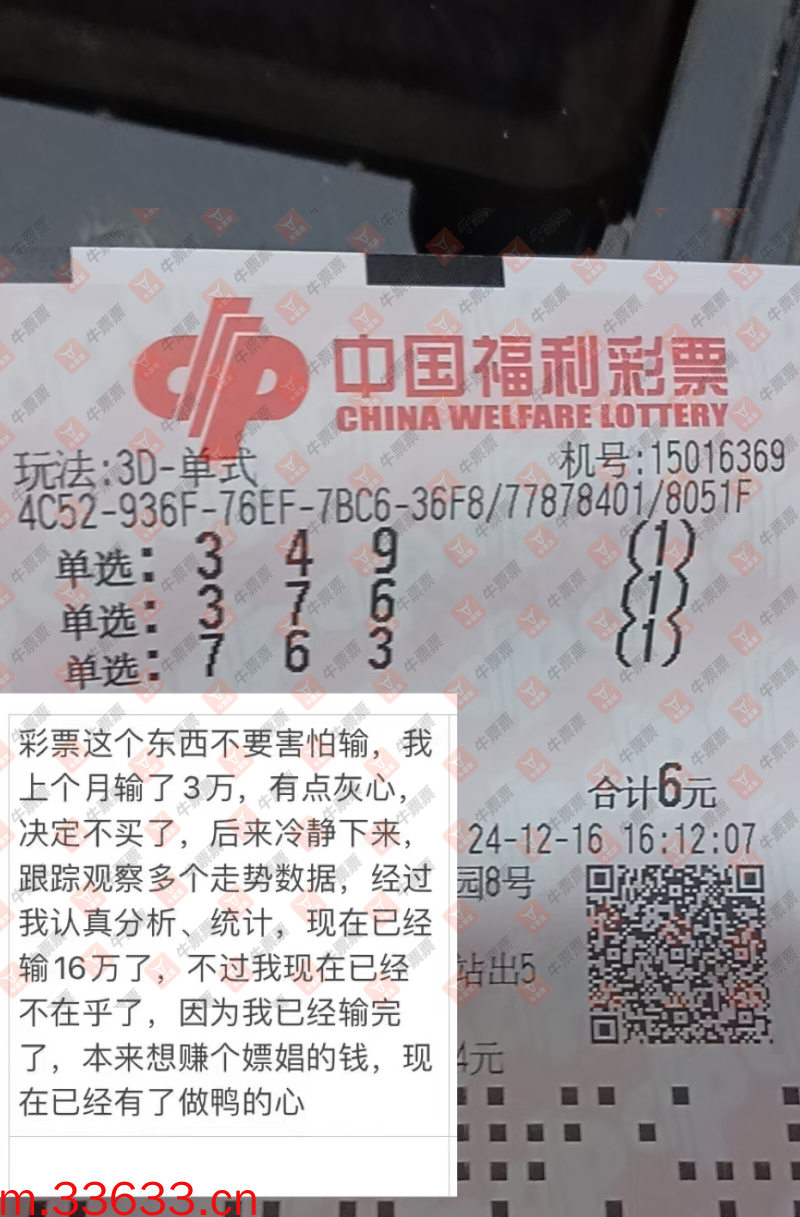 中国福利彩票
CHINA WELFARE LOTTERY
玩法:3D-单式 机号:15016369
4C52-936F-76EF-7BC6-36F8/77878401/8051F
单选: 3 4 9 (1)
单选: 3 7 6 (1)
单选: 7 6 3 (1)
合计6元
24-12-16 16:12:07
园8号
站出5
4元
彩票这个东西不要害怕输，我
上个月输了3万，有点灰心，
决定不买了，后来冷静下来，
跟踪观察多个走势数据，经过
我认真分析、统计，现在已经
输16万了，不过我现在已经
不在乎了，因为我已经输完
了，本来想赚个嫖娼的钱，现
在已经有了做鸭的心
m.33633.cn
牛票票